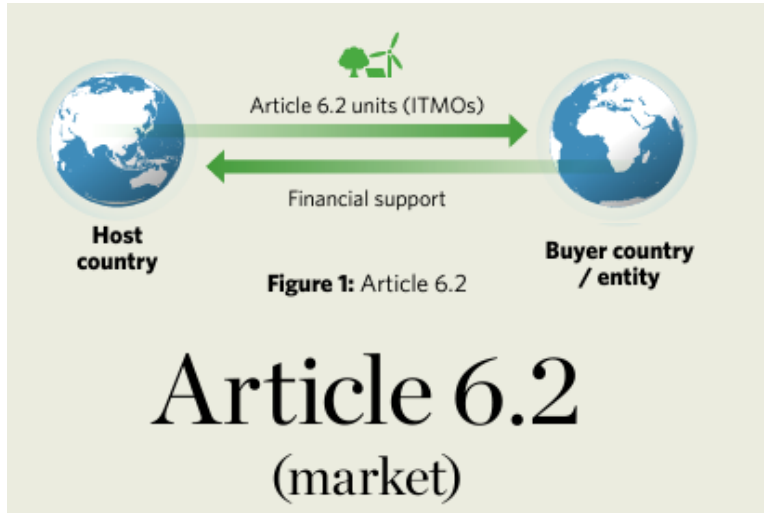 Article 6.2 units (ITMOs)
Financial support
Host
country
Buyer country
/ entity
Figure 1: Article 6.2
Article 6.2
(market)